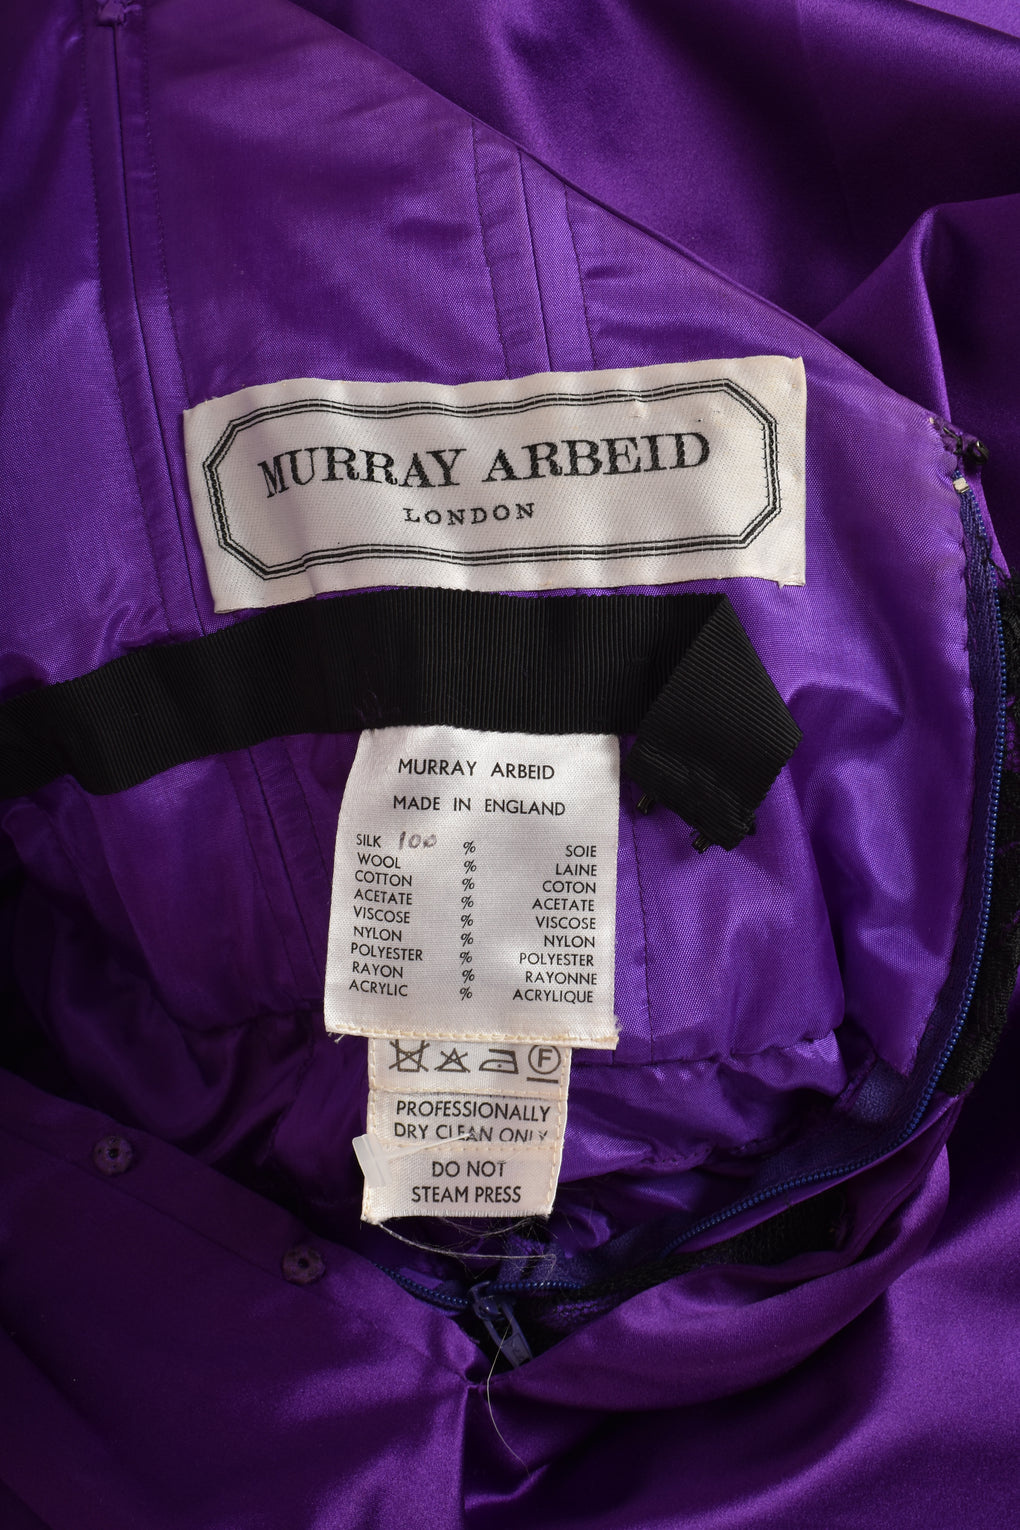 MURRAY ARBEID
LONDON
MURRAY ARBEID
MADE IN ENGLAND
SILK 100 % SOIE
WOOL % LAINE
COTTON % COTON
ACETATE % ACETATE
VISCOSE % VISCOSE
NYLON % NYLON
POLYESTER % POLYESTER
RAYON % RAYONNE
ACRYLIC % ACRYLIQUE
F
PROFESSIONALLY
DRY CLEAN ONLY
DO NOT
STEAM PRESS